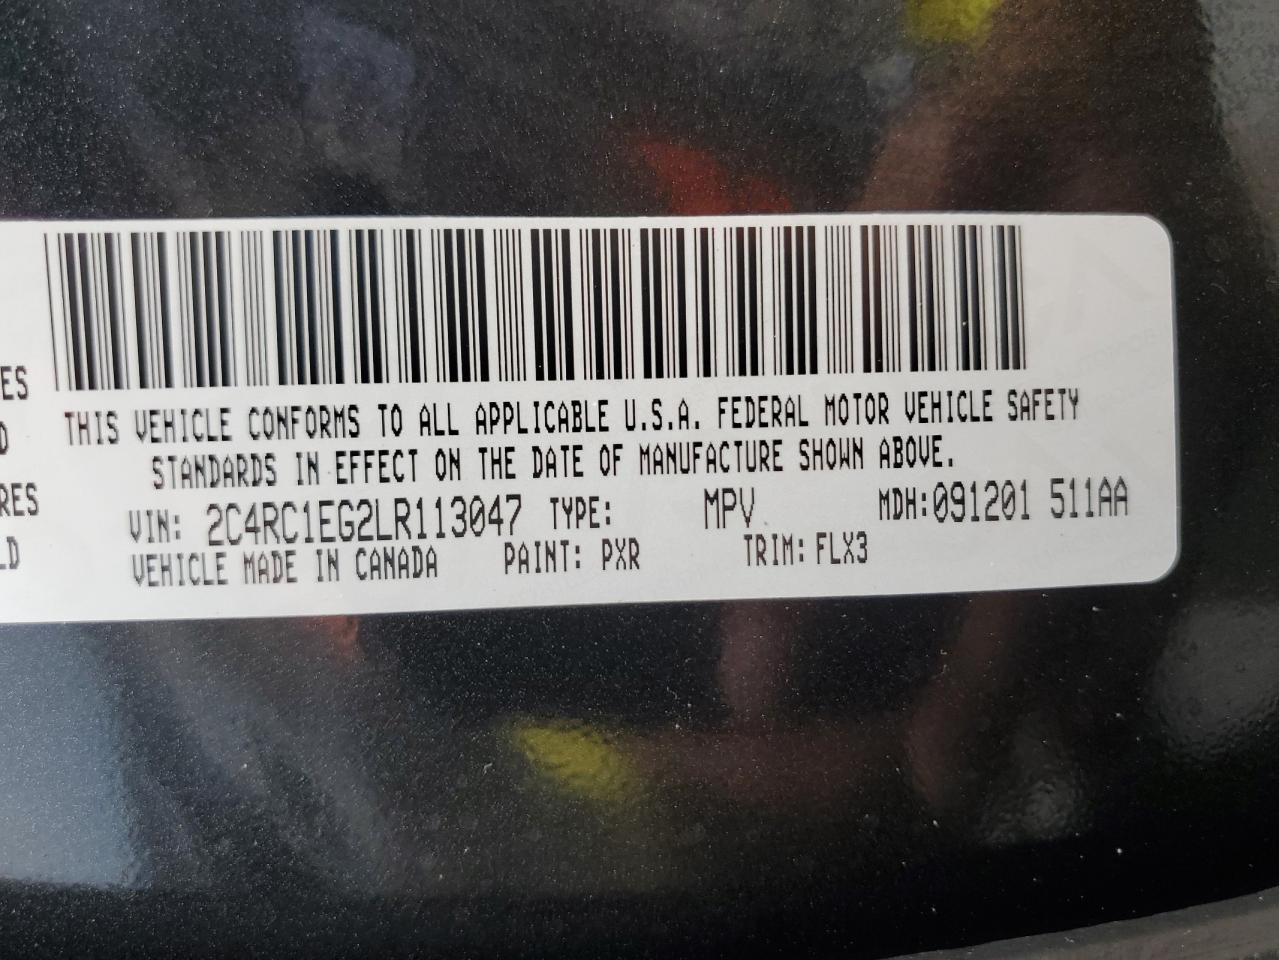 ES
D
RES
LD
THIS VEHICLE CONFORMS TO ALL APPLICABLE U.S.A. FEDERAL MOTOR VEHICLE SAFETY
STANDARDS IN EFFECT ON THE DATE OF MANUFACTURE SHOWN ABOVE.
VIN: 2C4RC1EG2LR113047 TYPE: MPV MDH:091201 511AA
VEHICLE MADE IN CANADA PAINT: PXR TRIM: FLX3